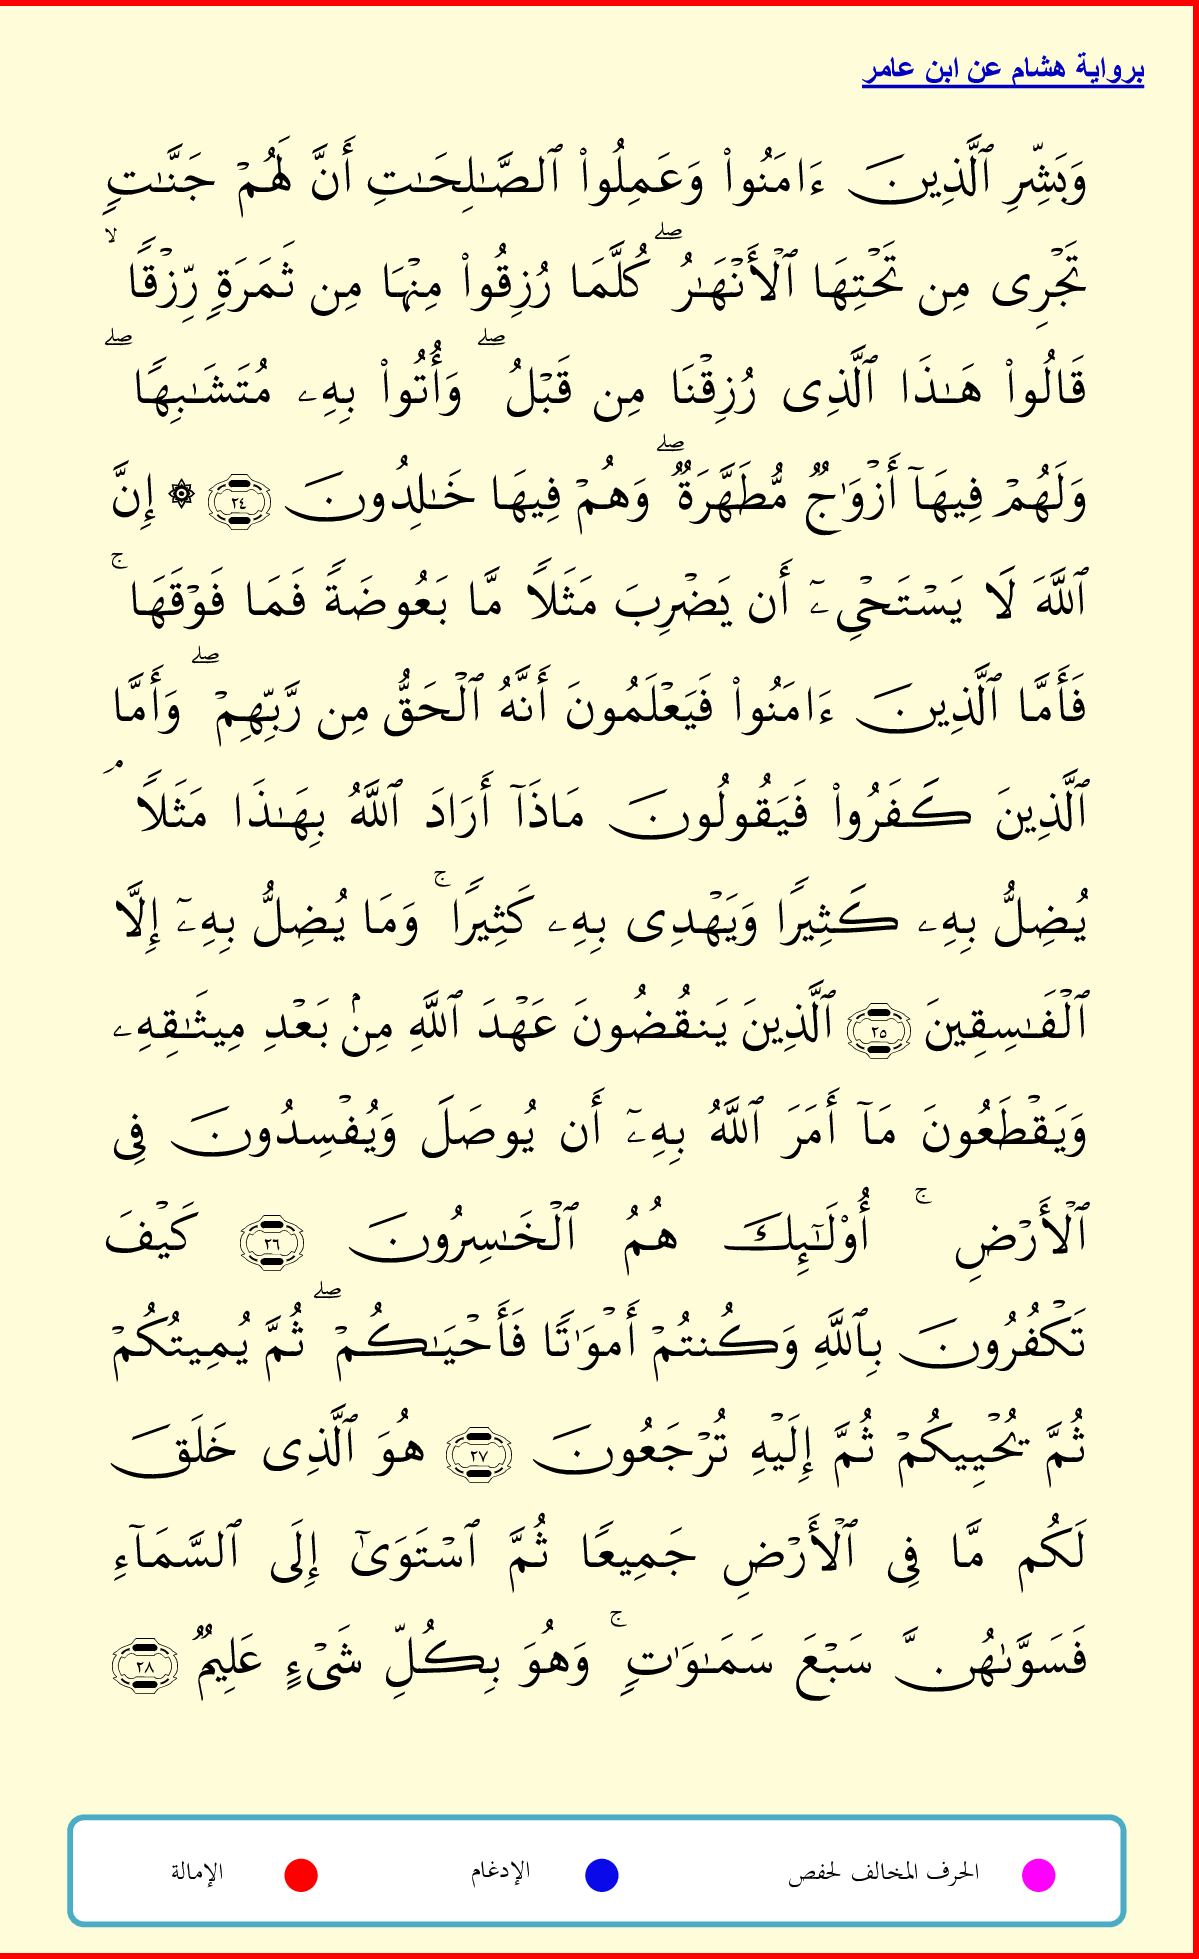 برواية هشام عن ابن عامر
وَبَشِّرِ ٱلَّذِينَ ءَامَنُوا۟ وَعَمِلُوا۟ ٱلصَّـٰلِحَـٰتِ أَنَّ لَهُمْ جَنَّـٰتٍۢ
تَجْرِى مِن تَحْتِهَا ٱلْأَنْهَـٰرُ ۖ كُلَّمَا رُزِقُوا۟ مِنْهَا مِن ثَمَرَةٍۢ رِّزْقًۭا ۙ
قَالُوا۟ هَـٰذَا ٱلَّذِى رُزِقْنَا مِن قَبْلُ ۖ وَأُتُوا۟ بِهِۦ مُتَشَـٰبِهًۭا ۖ
وَلَهُمْ فِيهَآ أَزْوَٰجٌۭ مُّطَهَّرَةٌۭ ۖ وَهُمْ فِيهَا خَـٰلِدُونَ ٢٤ ۞ إِنَّ
ٱللَّهَ لَا يَسْتَحْىِۦٓ أَن يَضْرِبَ مَثَلًۭا مَّا بَعُوضَةًۭ فَمَا فَوْقَهَا ۚ
فَأَمَّا ٱلَّذِينَ ءَامَنُوا۟ فَيَعْلَمُونَ أَنَّهُ ٱلْحَقُّ مِن رَّبِّهِمْ ۖ وَأَمَّا
ٱلَّذِينَ كَفَرُوا۟ فَيَقُولُونَ مَاذَآ أَرَادَ ٱللَّهُ بِهَـٰذَا مَثَلًۭا ۘ
يُضِلُّ بِهِۦ كَثِيرًۭا وَيَهْدِى بِهِۦ كَثِيرًۭا ۚ وَمَا يُضِلُّ بِهِۦٓ إِلَّا
ٱلْفَـٰسِقِينَ ٢٥ ٱلَّذِينَ يَنقُضُونَ عَهْدَ ٱللَّهِ مِنۢ بَعْدِ مِيثَـٰقِهِۦ
وَيَقْطَعُونَ مَآ أَمَرَ ٱللَّهُ بِهِۦٓ أَن يُوصَلَ وَيُفْسِدُونَ فِى
ٱلْأَرْضِ ۚ أُو۟لَـٰٓئِكَ هُمُ ٱلْخَـٰسِرُونَ ٢٦ كَيْفَ
تَكْفُرُونَ بِٱللَّهِ وَكُنتُمْ أَمْوَٰتًۭا فَأَحْيَـٰكُمْ ۖ ثُمَّ يُمِيتُكُمْ
ثُمَّ يُحْيِيكُمْ ثُمَّ إِلَيْهِ تُرْجَعُونَ ٢٧ هُوَ ٱلَّذِى خَلَقَ
لَكُم مَّا فِى ٱلْأَرْضِ جَمِيعًۭا ثُمَّ ٱسْتَوَىٰٓ إِلَى ٱلسَّمَآءِ
فَسَوَّىٰهُنَّ سَبْعَ سَمَـٰوَٰتٍۢ ۚ وَهُوَ بِكُلِّ شَىْءٍ عَلِيمٌۭ ٢٨
الحرف المخالف لحفص الإدغام الإمالة